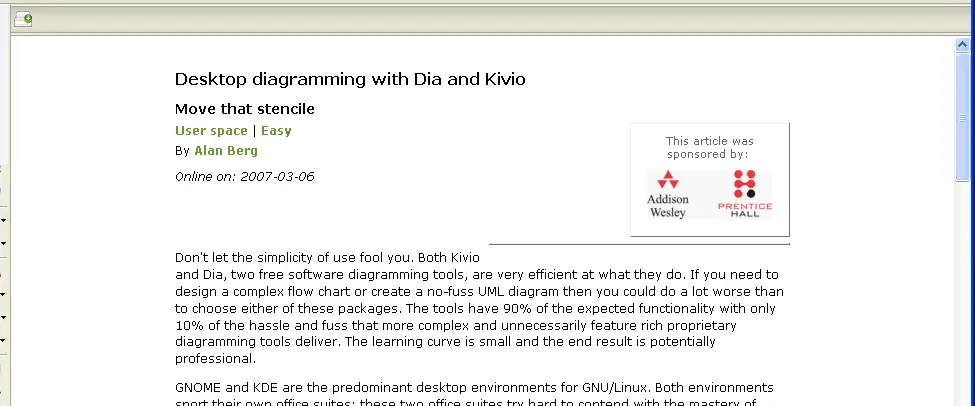 Desktop diagramming with Dia and Kivio
Move that stencile
User space | Easy
By Alan Berg
Online on: 2007-03-06
This article was
sponsored by:
Addison
Wesley
PRENTICE
HALL
Don't let the simplicity of use fool you. Both Kivio
and Dia, two free software diagramming tools, are very efficient at what they do. If you need to
design a complex flow chart or create a no-fuss UML diagram then you could do a lot worse than
to choose either of these packages. The tools have 90% of the expected functionality with only
10% of the hassle and fuss that more complex and unnecessarily feature rich proprietary
diagramming tools deliver. The learning curve is small and the end result is potentially
professional.
GNOME and KDE are the predominant desktop environments for GNU/Linux. Both environments
sport their own office suites; these two office suites try hard to contend with the mastery of